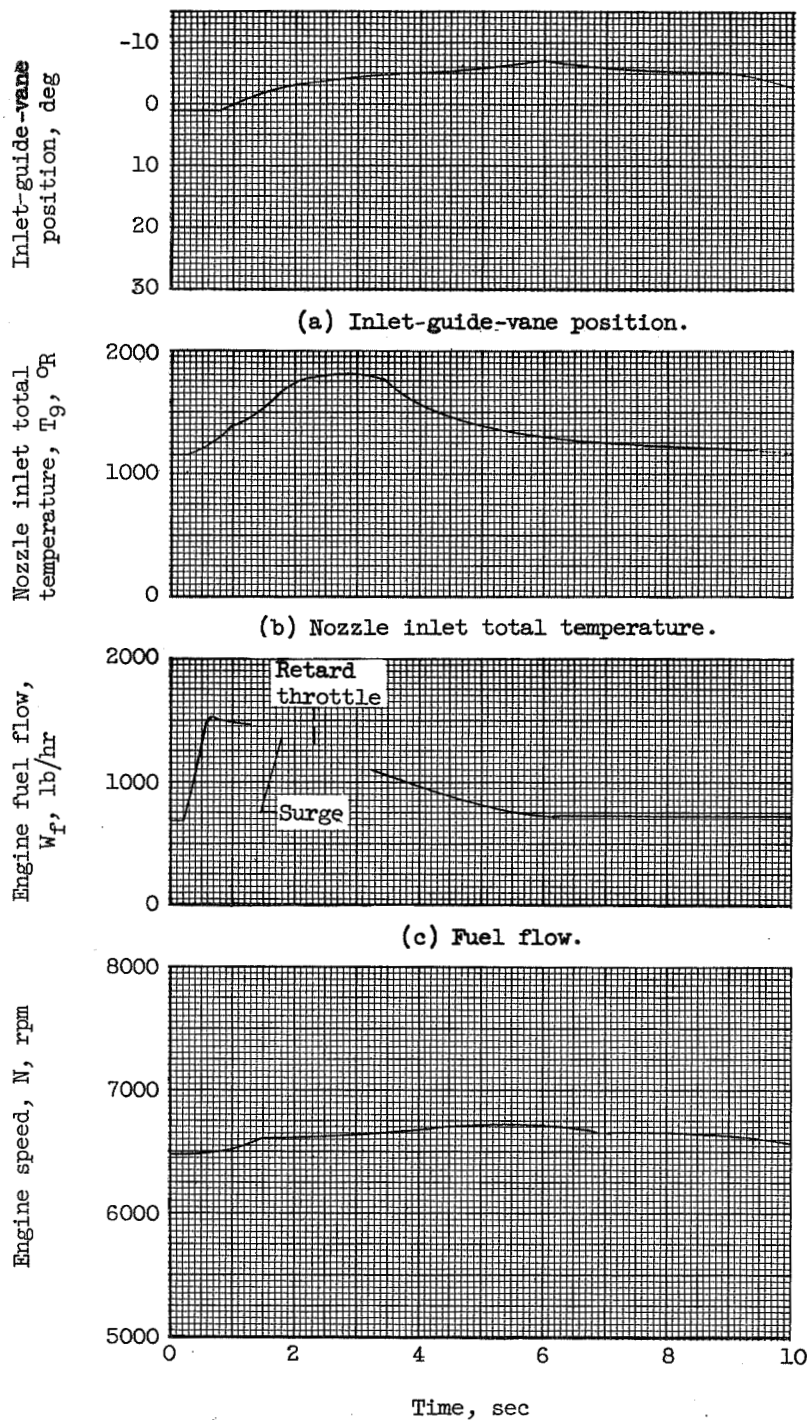 Inlet-guide-vane
position, deg
-10
0
10
20
30
(a) Inlet-guide-vane position.
Nozzle inlet total
temperature, T9, °R
2000
1000
0
(b) Nozzle inlet total temperature.
Engine fuel flow,
Wf, lb/hr
2000
1000
0
Retard
throttle
Surge
(c) Fuel flow.
Engine speed, N, rpm
8000
7000
6000
5000
0 2 4 6 8 10
Time, sec